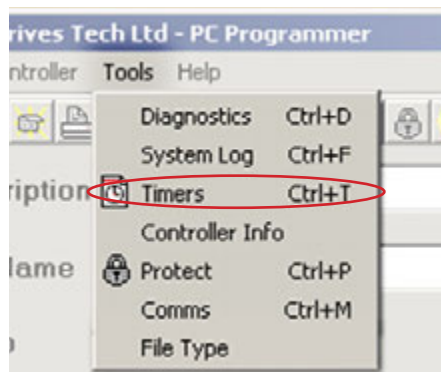 rives Tech Ltd - PC Programmer
ntroller Tools Help
Diagnostics Ctrl+D
System Log Ctrl+F
ription Timers Ctrl+T
Controller Info
lame Protect Ctrl+P
Comms Ctrl+M
File Type